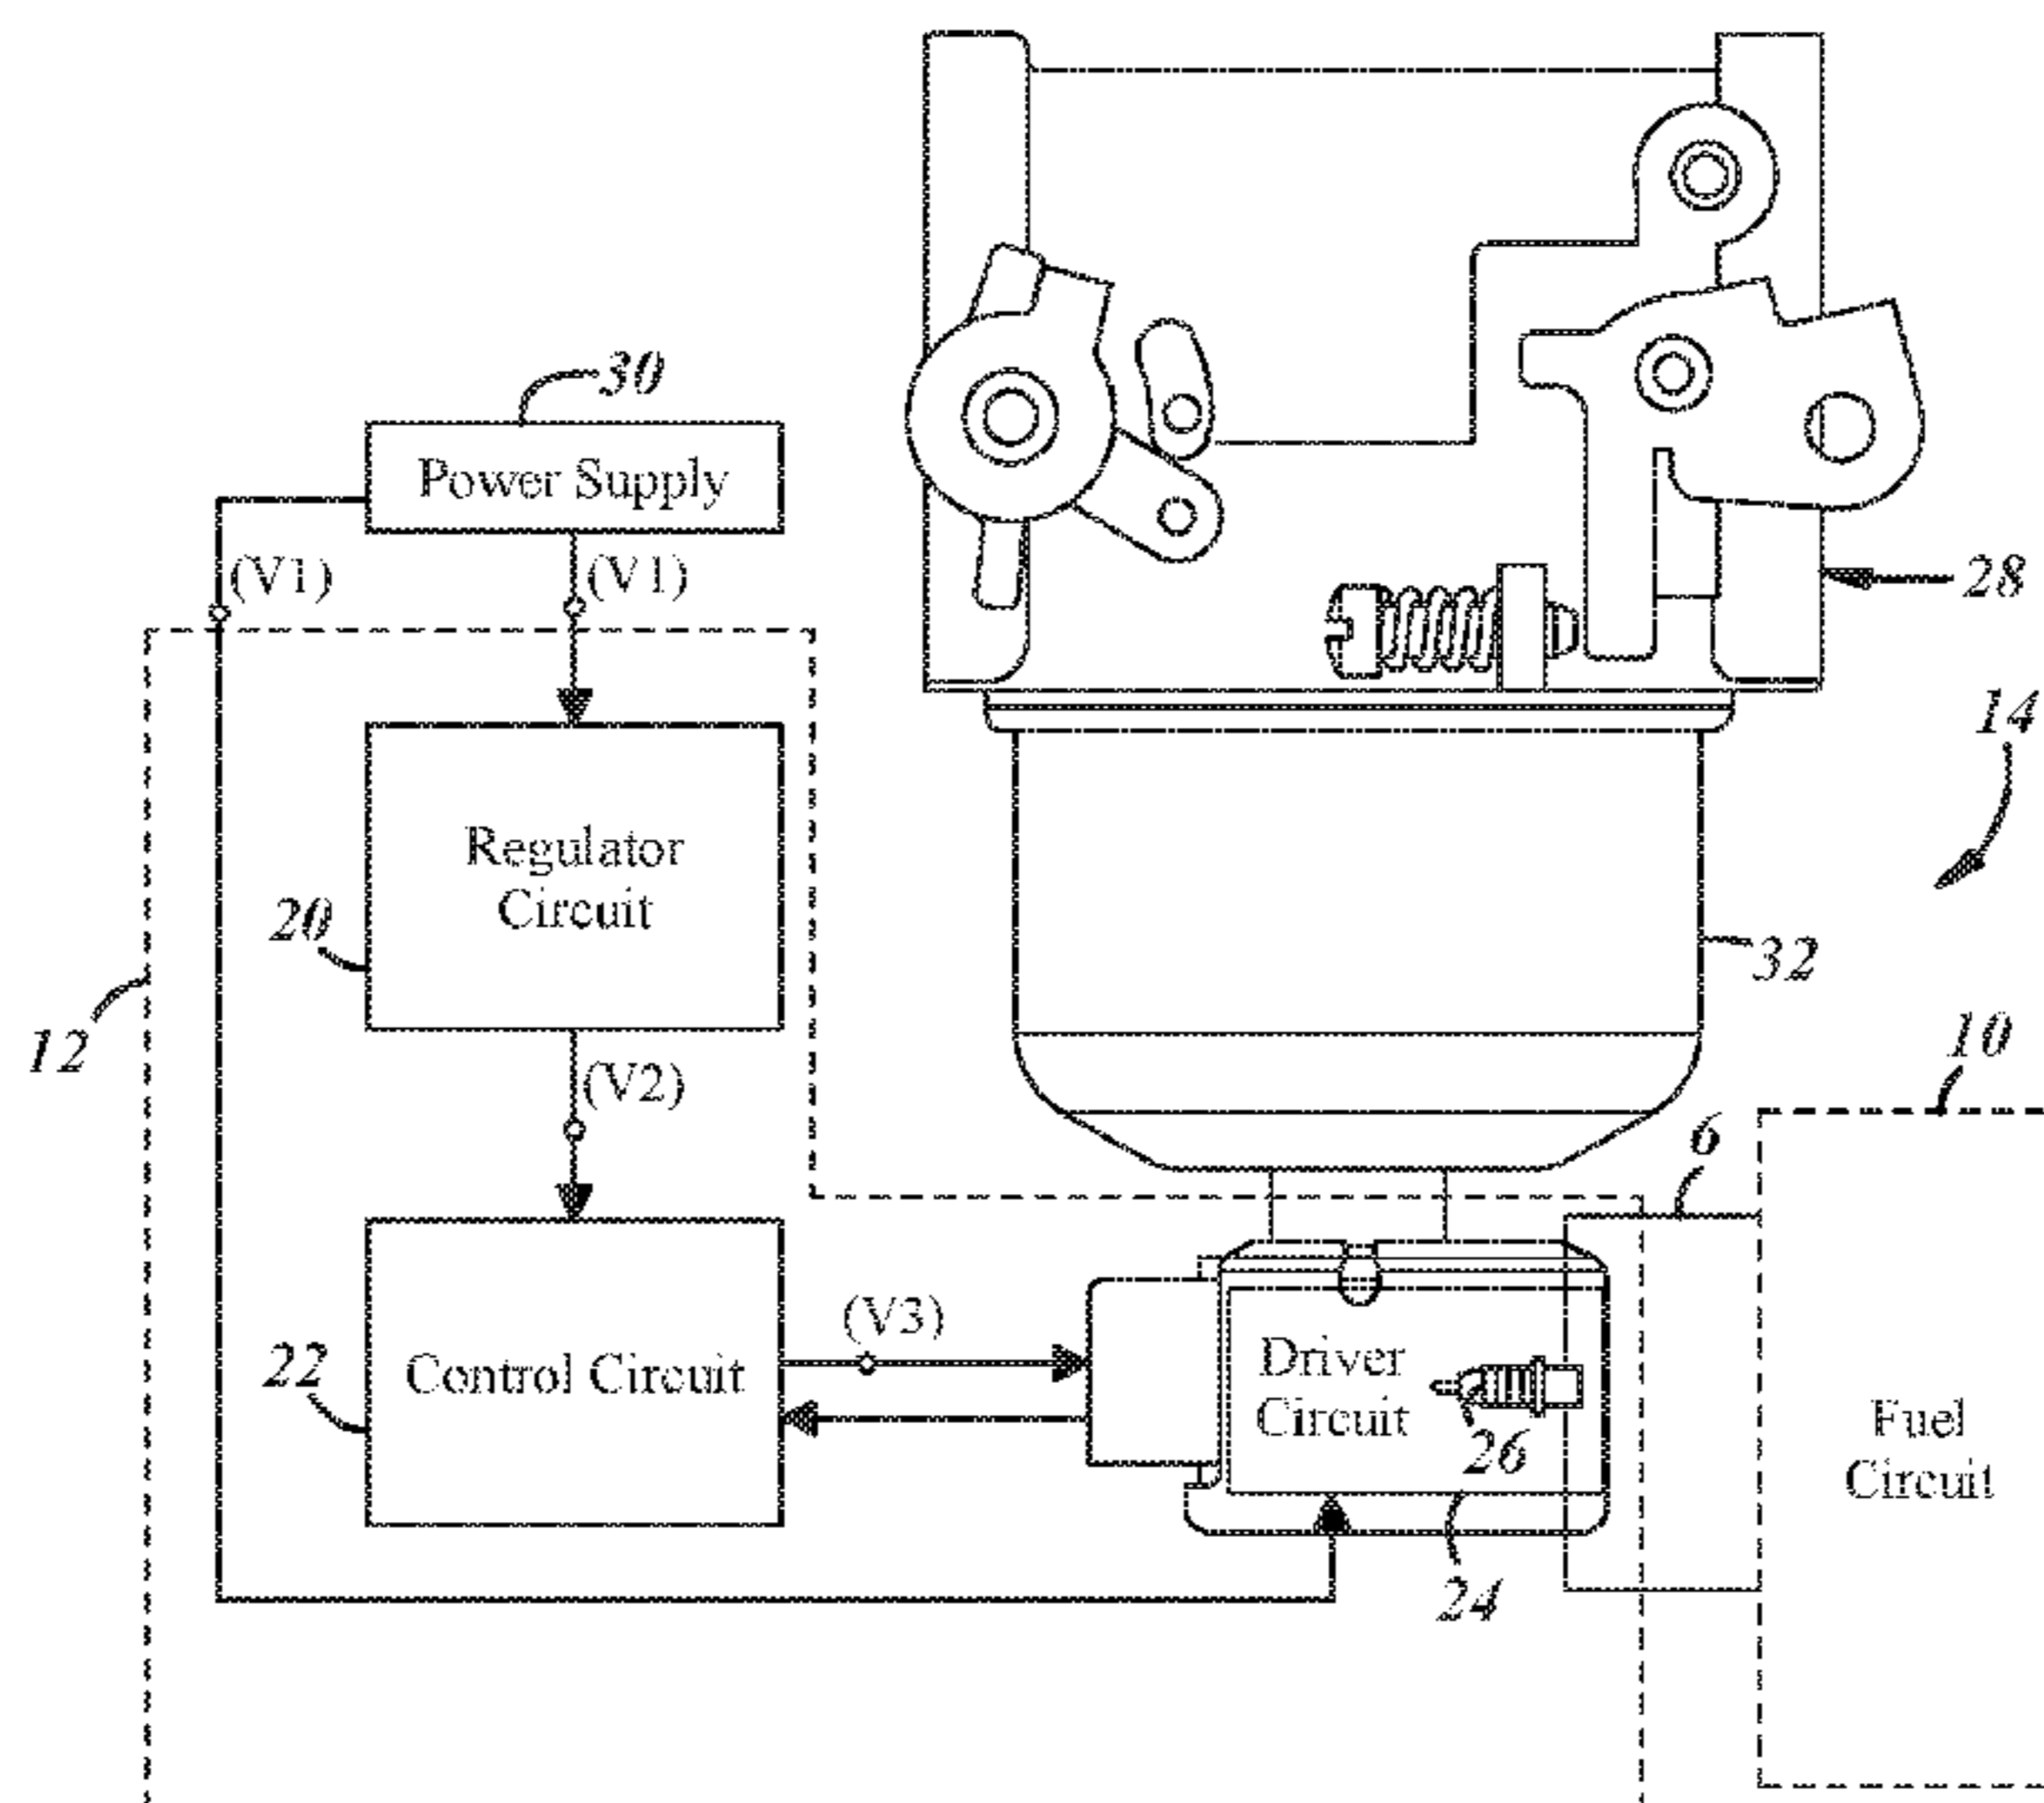 30
Power Supply
(V1)
(V1)
28
14
Regulator
Circuit
20
32
12
10
(V2)
6
(V3)
Driver
Circuit
22
Control Circuit
26
Fuel
Circuit
24